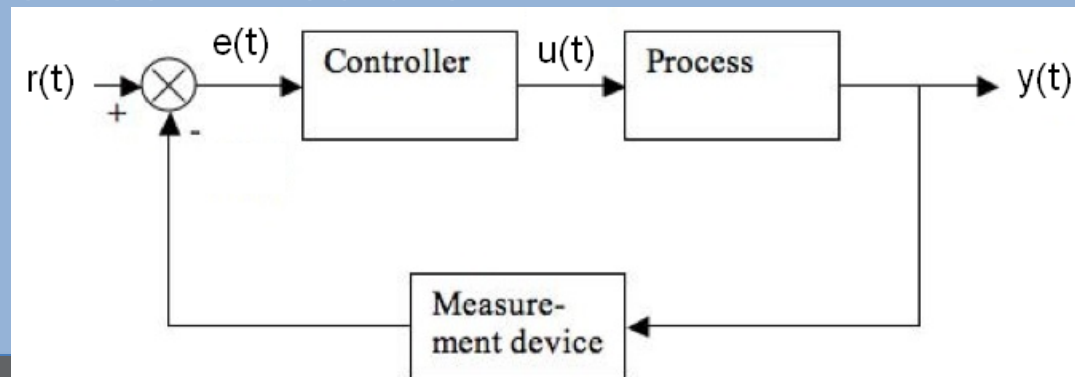 r(t)
+
-
e(t)
Controller
u(t)
Process
y(t)
Measure-
ment device